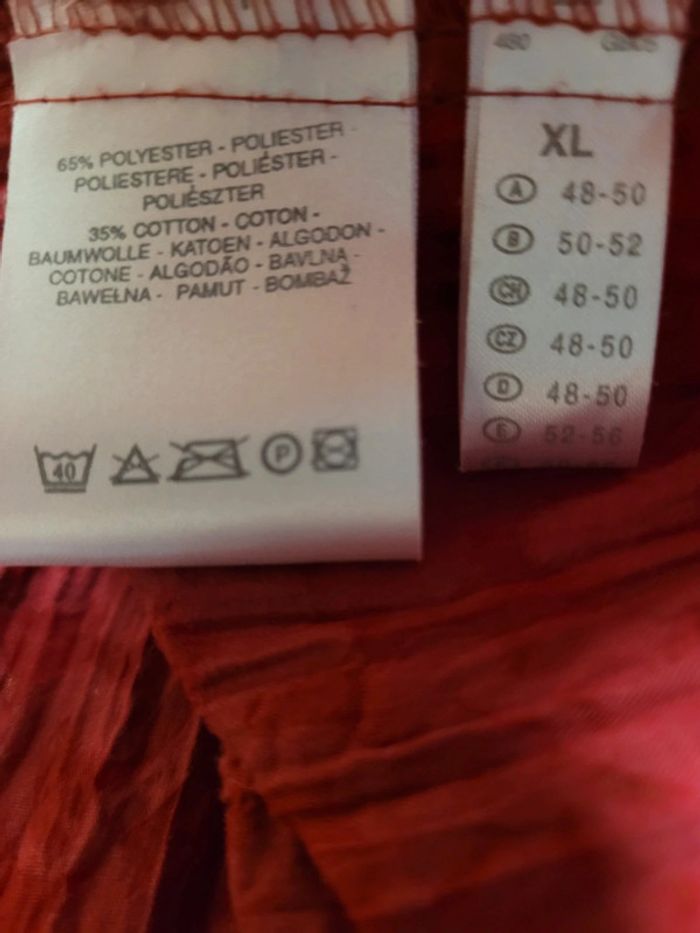 65% POLYESTER - POLIESTER -
POLIESTERE - POLIÉSTER -
POLIÉSZTER
35% COTTON - COTON -
BAUMWOLLE - KATOEN - ALGODON -
COTONE - ALGODÃO - BAVLNA -
BAWEŁNA - PAMUT - BOMBAŽ
40
P
480
XL
A 48-50
B 50-52
CH 48-50
CZ 48-50
D 48-50
E 52-56